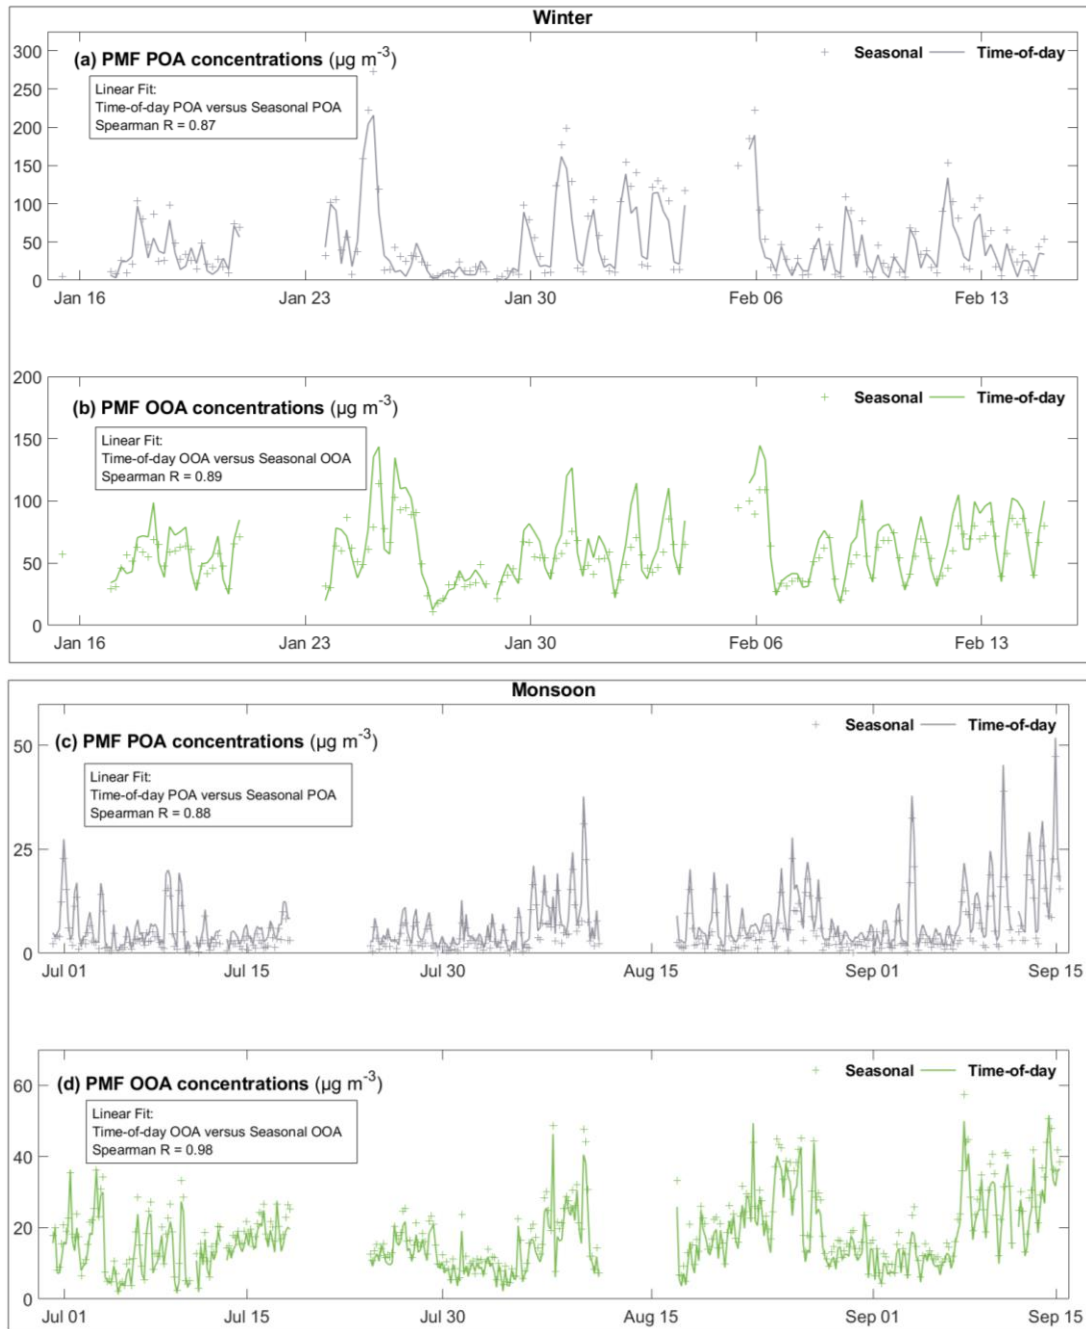 Winter
(a) PMF POA concentrations (µg m⁻³)
+ Seasonal — Time-of-day
Linear Fit:
Time-of-day POA versus Seasonal POA
Spearman R = 0.87
300
250
200
150
100
50
0
Jan 16 Jan 23 Jan 30 Feb 06 Feb 13
(b) PMF OOA concentrations (µg m⁻³)
+ Seasonal — Time-of-day
Linear Fit:
Time-of-day OOA versus Seasonal OOA
Spearman R = 0.89
200
150
100
50
0
Jan 16 Jan 23 Jan 30 Feb 06 Feb 13
Monsoon
(c) PMF POA concentrations (µg m⁻³)
+ Seasonal — Time-of-day
Linear Fit:
Time-of-day POA versus Seasonal POA
Spearman R = 0.88
50
25
0
Jul 01 Jul 15 Jul 30 Aug 15 Sep 01 Sep 15
(d) PMF OOA concentrations (µg m⁻³)
+ Seasonal — Time-of-day
Linear Fit:
Time-of-day OOA versus Seasonal OOA
Spearman R = 0.98
60
40
20
0
Jul 01 Jul 15 Jul 30 Aug 15 Sep 01 Sep 15